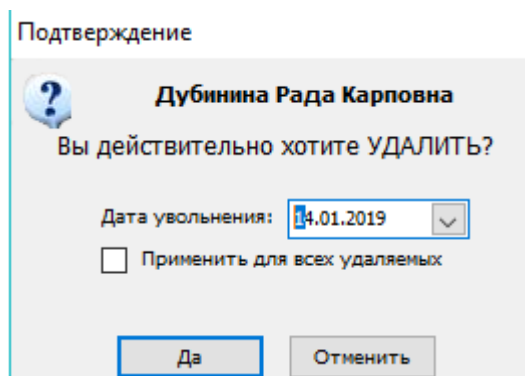 Подтверждение
Дубинина Рада Карповна
Вы действительно хотите УДАЛИТЬ?
Дата увольнения: 14.01.2019
Применить для всех удаляемых
Да Отменить